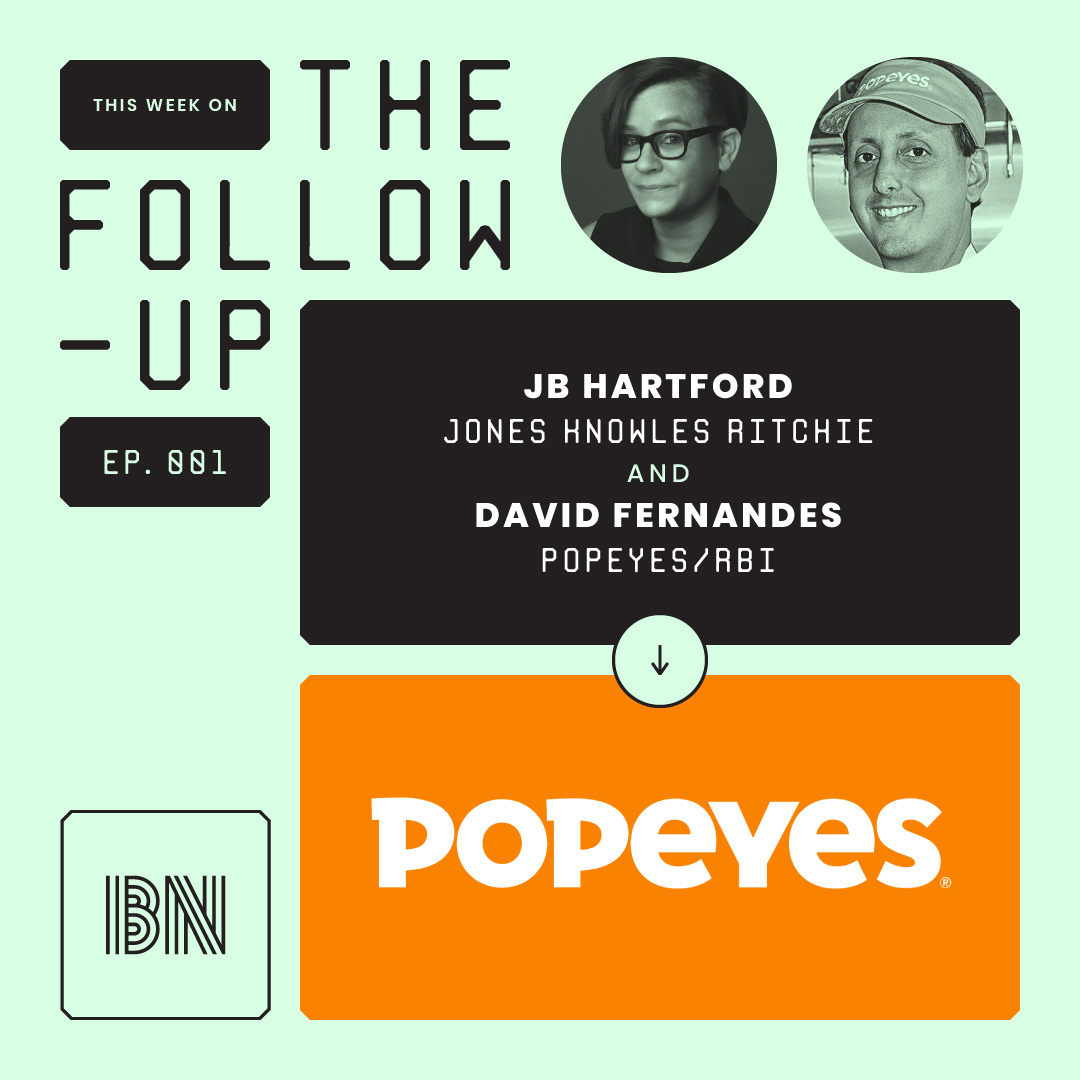 THIS WEEK ON
THE
FOLLOW
-UP
EP. 001
POPEYES
JB HARTFORD
JONES KNOWLES RITCHIE
AND
DAVID FERNANDES
POPEYES/RBI
↓
POPEYES®
BN